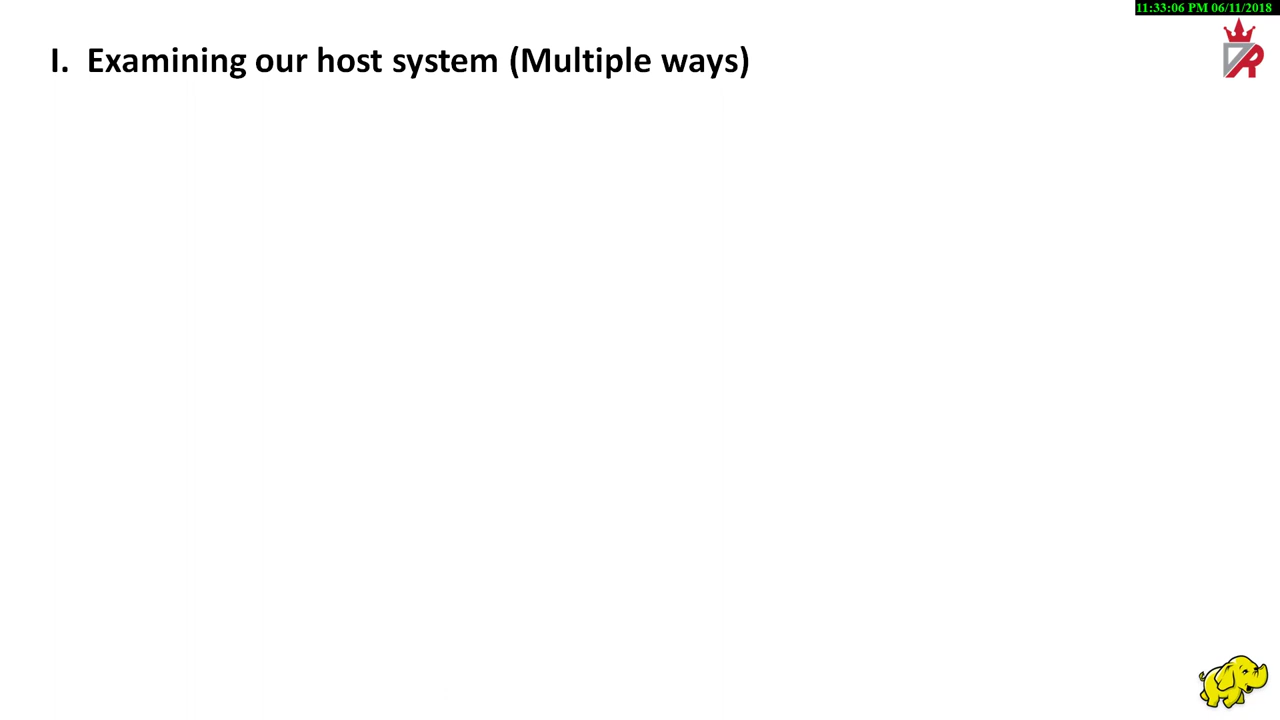 11:33:06 PM 06/11/2018
I. Examining our host system (Multiple ways)